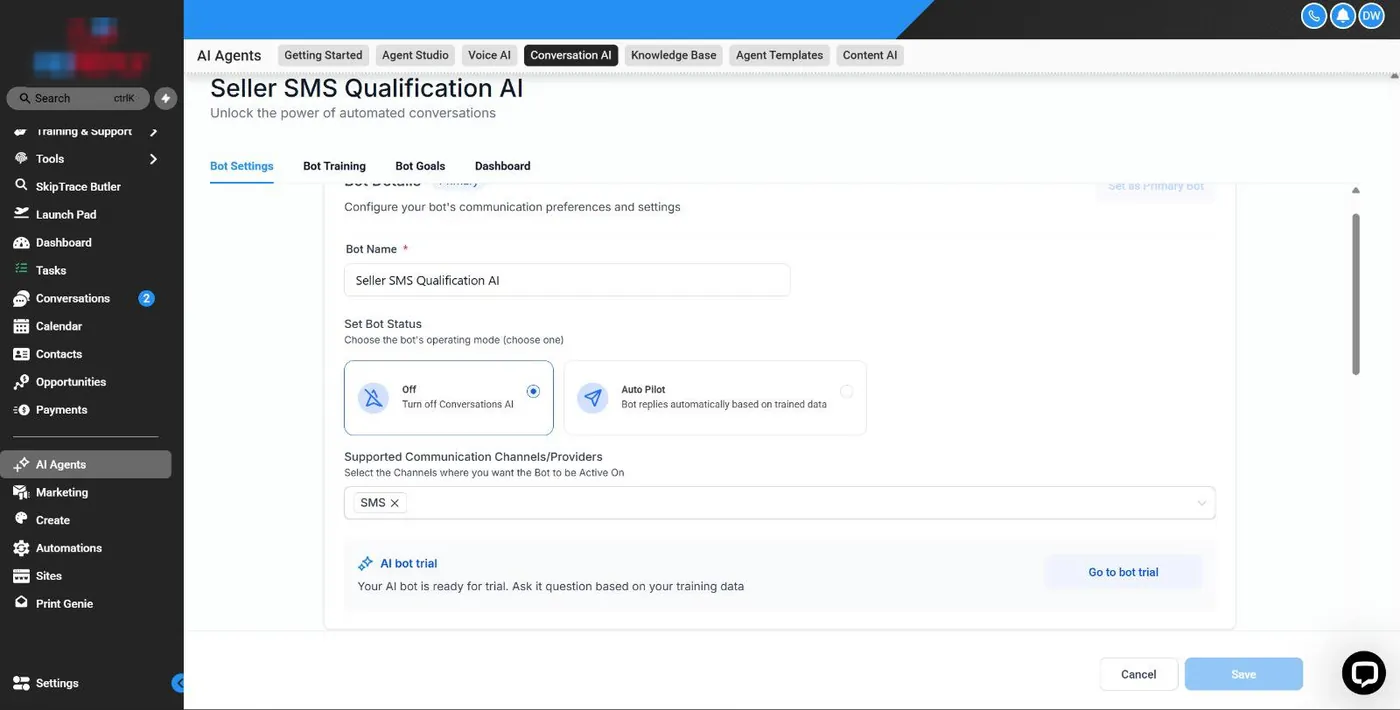 DW
AI Agents
Getting Started
Agent Studio
Voice AI
Conversation AI
Knowledge Base
Agent Templates
Content AI
Search
ctrlK
Training & Support
Tools
SkipTrace Butler
Launch Pad
Dashboard
Tasks
Conversations
2
Calendar
Contacts
Opportunities
Payments
AI Agents
Marketing
Create
Automations
Sites
Print Genie
Settings
Seller SMS Qualification AI
Unlock the power of automated conversations
Bot Settings
Bot Training
Bot Goals
Dashboard
Bot Details
Primary
Set as Primary Bot
Configure your bot's communication preferences and settings
Bot Name *
Seller SMS Qualification AI
Set Bot Status
Choose the bot's operating mode (choose one)
Off
Turn off Conversations AI
Auto Pilot
Bot replies automatically based on trained data
Supported Communication Channels/Providers
Select the Channels where you want the Bot to be Active On
SMS
AI bot trial
Your AI bot is ready for trial. Ask it question based on your training data
Go to bot trial
Cancel
Save